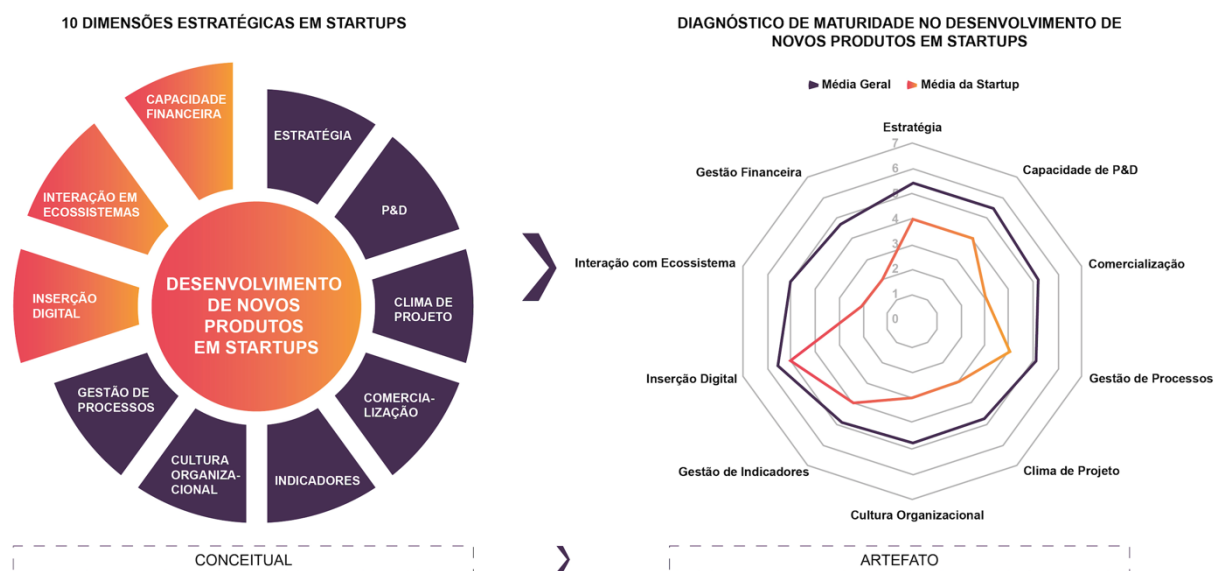 10 DIMENSÕES ESTRATÉGICAS EM STARTUPS
CAPACIDADE
FINANCEIRA
ESTRATÉGIA
INTERAÇÃO EM
ECOSSISTEMAS
P&D
INSERÇÃO
DIGITAL
DESENVOLVIMENTO
DE NOVOS
PRODUTOS
EM STARTUPS
CLIMA DE
PROJETO
GESTÃO DE
PROCESSOS
COMERCIA-
LIZAÇÃO
CULTURA
ORGANIZA-
CIONAL
INDICADORES
CONCEITUAL
DIAGNÓSTICO DE MATURIDADE NO DESENVOLVIMENTO DE
NOVOS PRODUTOS EM STARTUPS
Média Geral
Média da Startup
Estratégia
7
6
5
4
3
2
1
0
Gestão Financeira
Capacidade de P&D
Interação com Ecossistema
Comercialização
Inserção Digital
Gestão de Processos
Gestão de Indicadores
Clima de Projeto
Cultura Organizacional
ARTEFATO